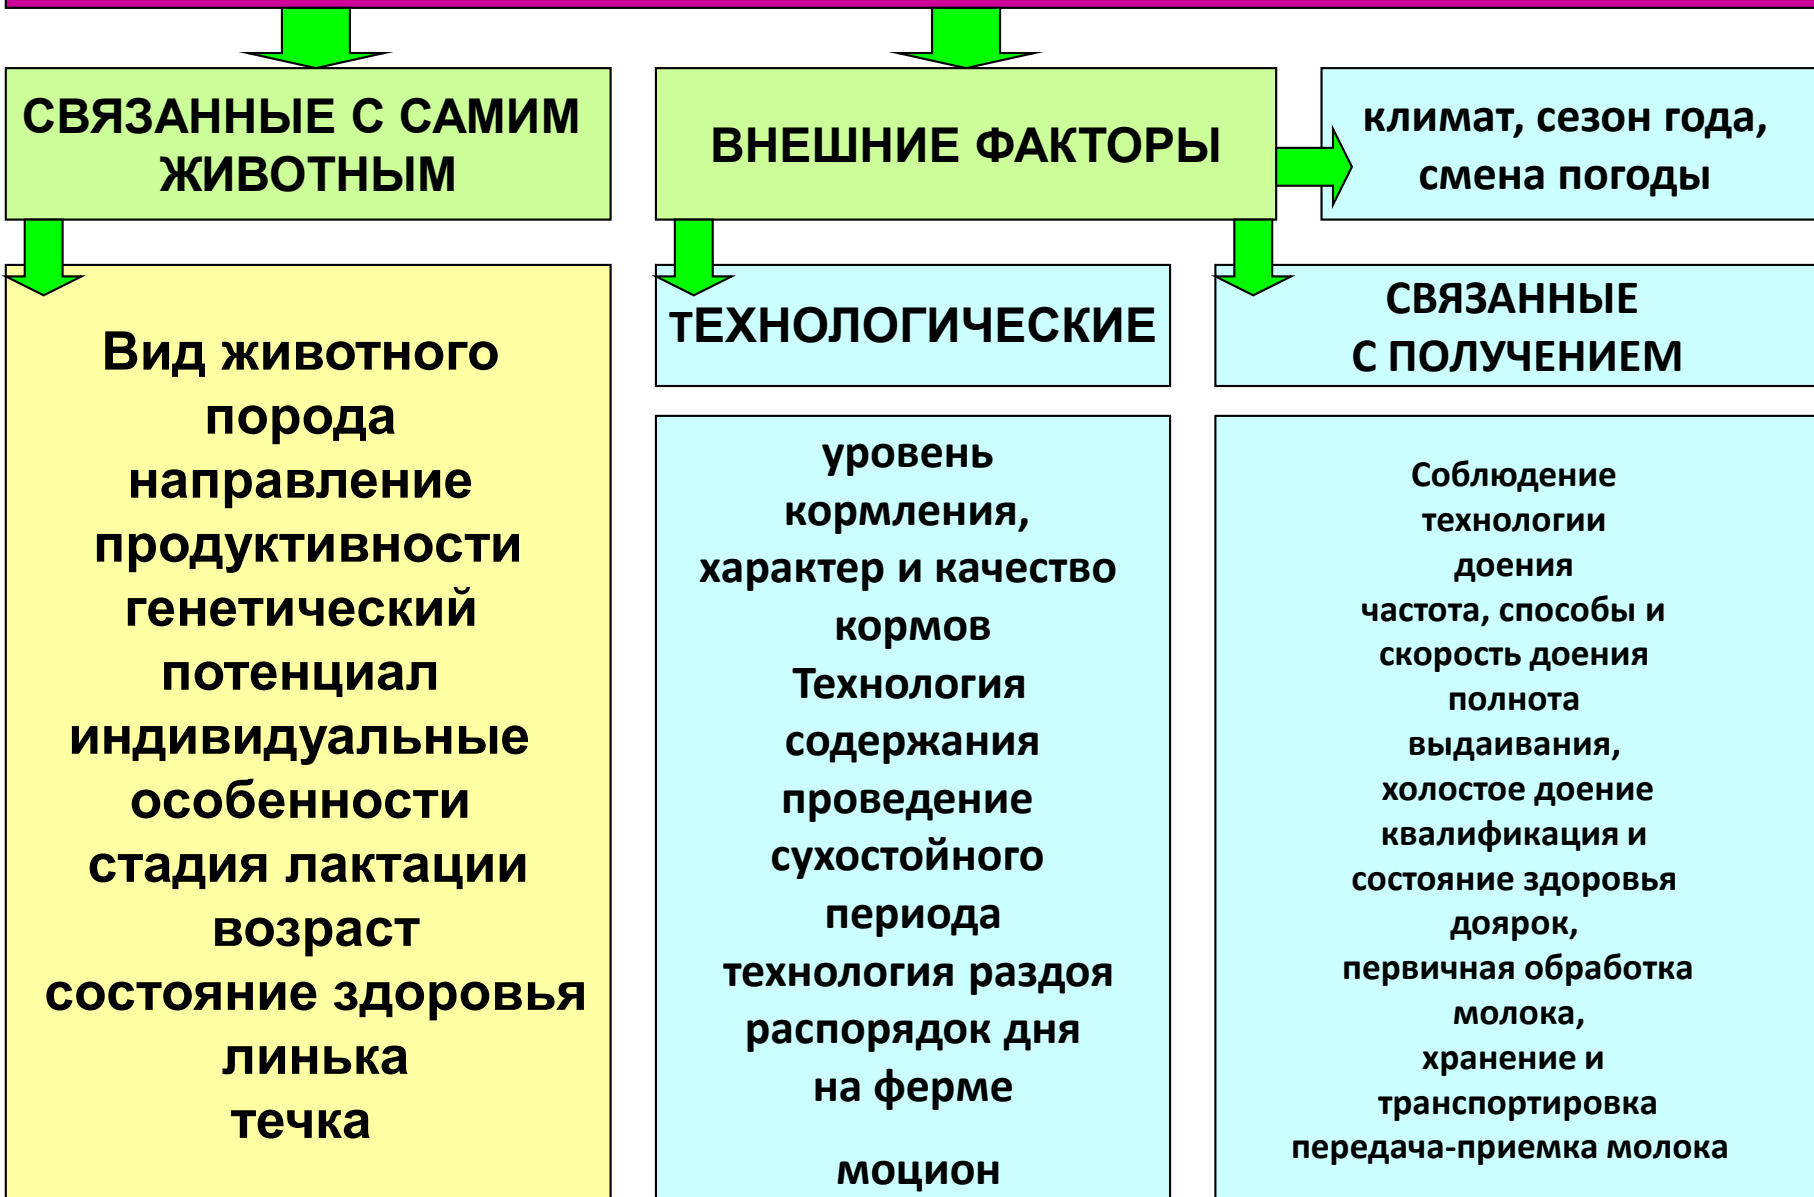 СВЯЗАННЫЕ С САМИМ
ЖИВОТНЫМ
ВНЕШНИЕ ФАКТОРЫ
климат, сезон года,
смена погоды
Вид животного
порода
направление
продуктивности
генетический
потенциал
индивидуальные
особенности
стадия лактации
возраст
состояние здоровья
линька
течка
ТЕХНОЛОГИЧЕСКИЕ
уровень
кормления,
характер и качество
кормов
Технология
содержания
проведение
сухостойного
периода
технология раздоя
распорядок дня
на ферме
моцион
СВЯЗАННЫЕ
С ПОЛУЧЕНИЕМ
Соблюдение
технологии
доения
частота, способы и
скорость доения
полнота
выдаивания,
холостое доение
квалификация и
состояние здоровья
доярок,
первичная обработка
молока,
хранение и
транспортировка
передача-приемка молока